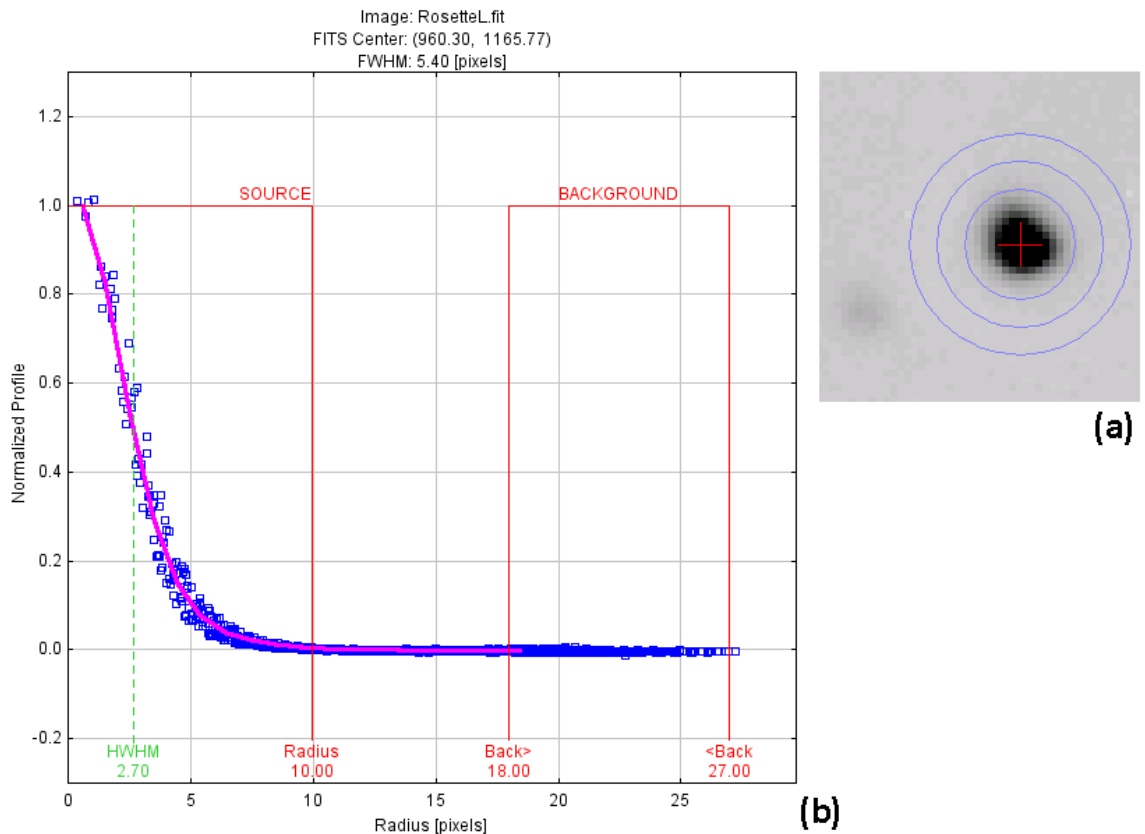 Image: RosetteL.fit
FITS Center: (960.30, 1165.77)
FWHM: 5.40 [pixels]
1.2
1.0
0.8
0.6
0.4
0.2
0.0
-0.2
Normalized Profile
SOURCE
BACKGROUND
HWHM
2.70
Radius
10.00
Back>
18.00
<Back
27.00
0
5
10
15
20
25
Radius [pixels]
(a)
(b)